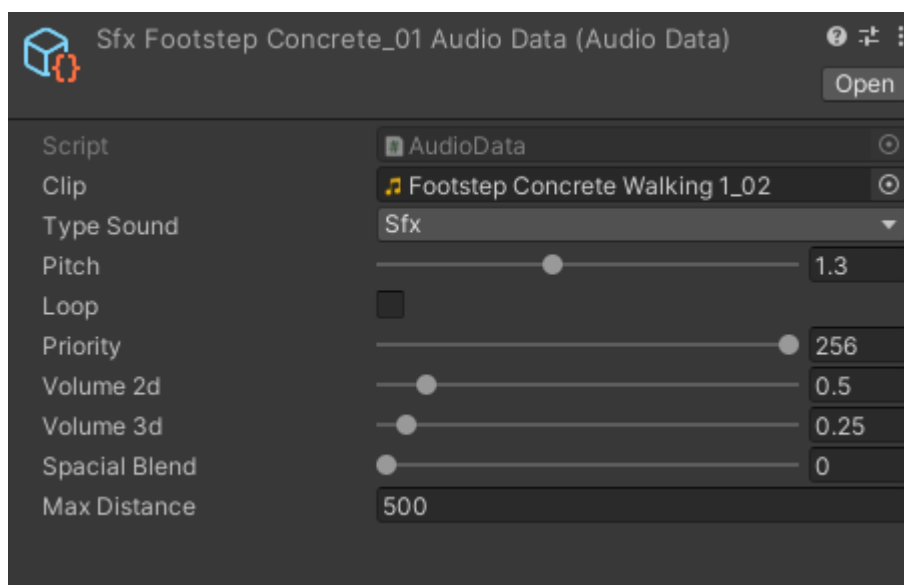 Sfx Footstep Concrete_01 Audio Data (Audio Data)
Open
Script AudioData
Clip Footstep Concrete Walking 1_02
Type Sound Sfx
Pitch 1.3
Loop
Priority 256
Volume 2d 0.5
Volume 3d 0.25
Spacial Blend 0
Max Distance 500